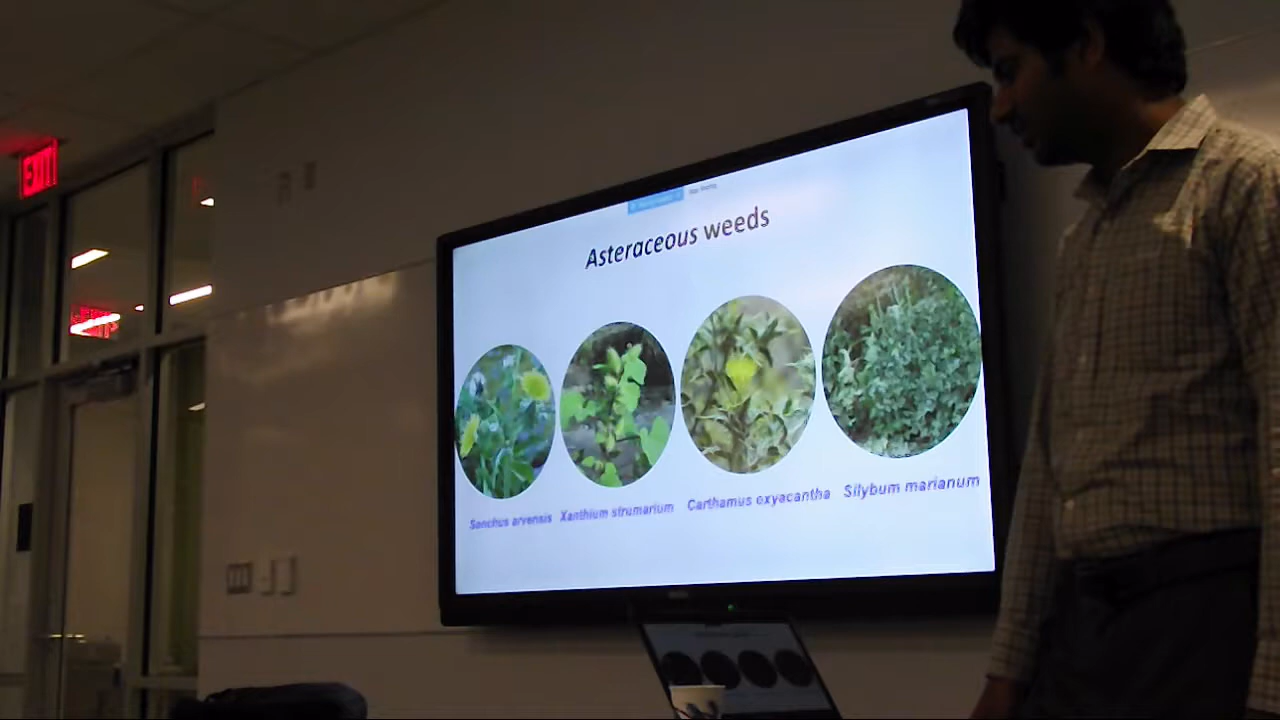 EXIT
Asteraceous weeds
Sonchus arvensis Xanthium strumarium Carthamus oxyacantha Silybum marianum